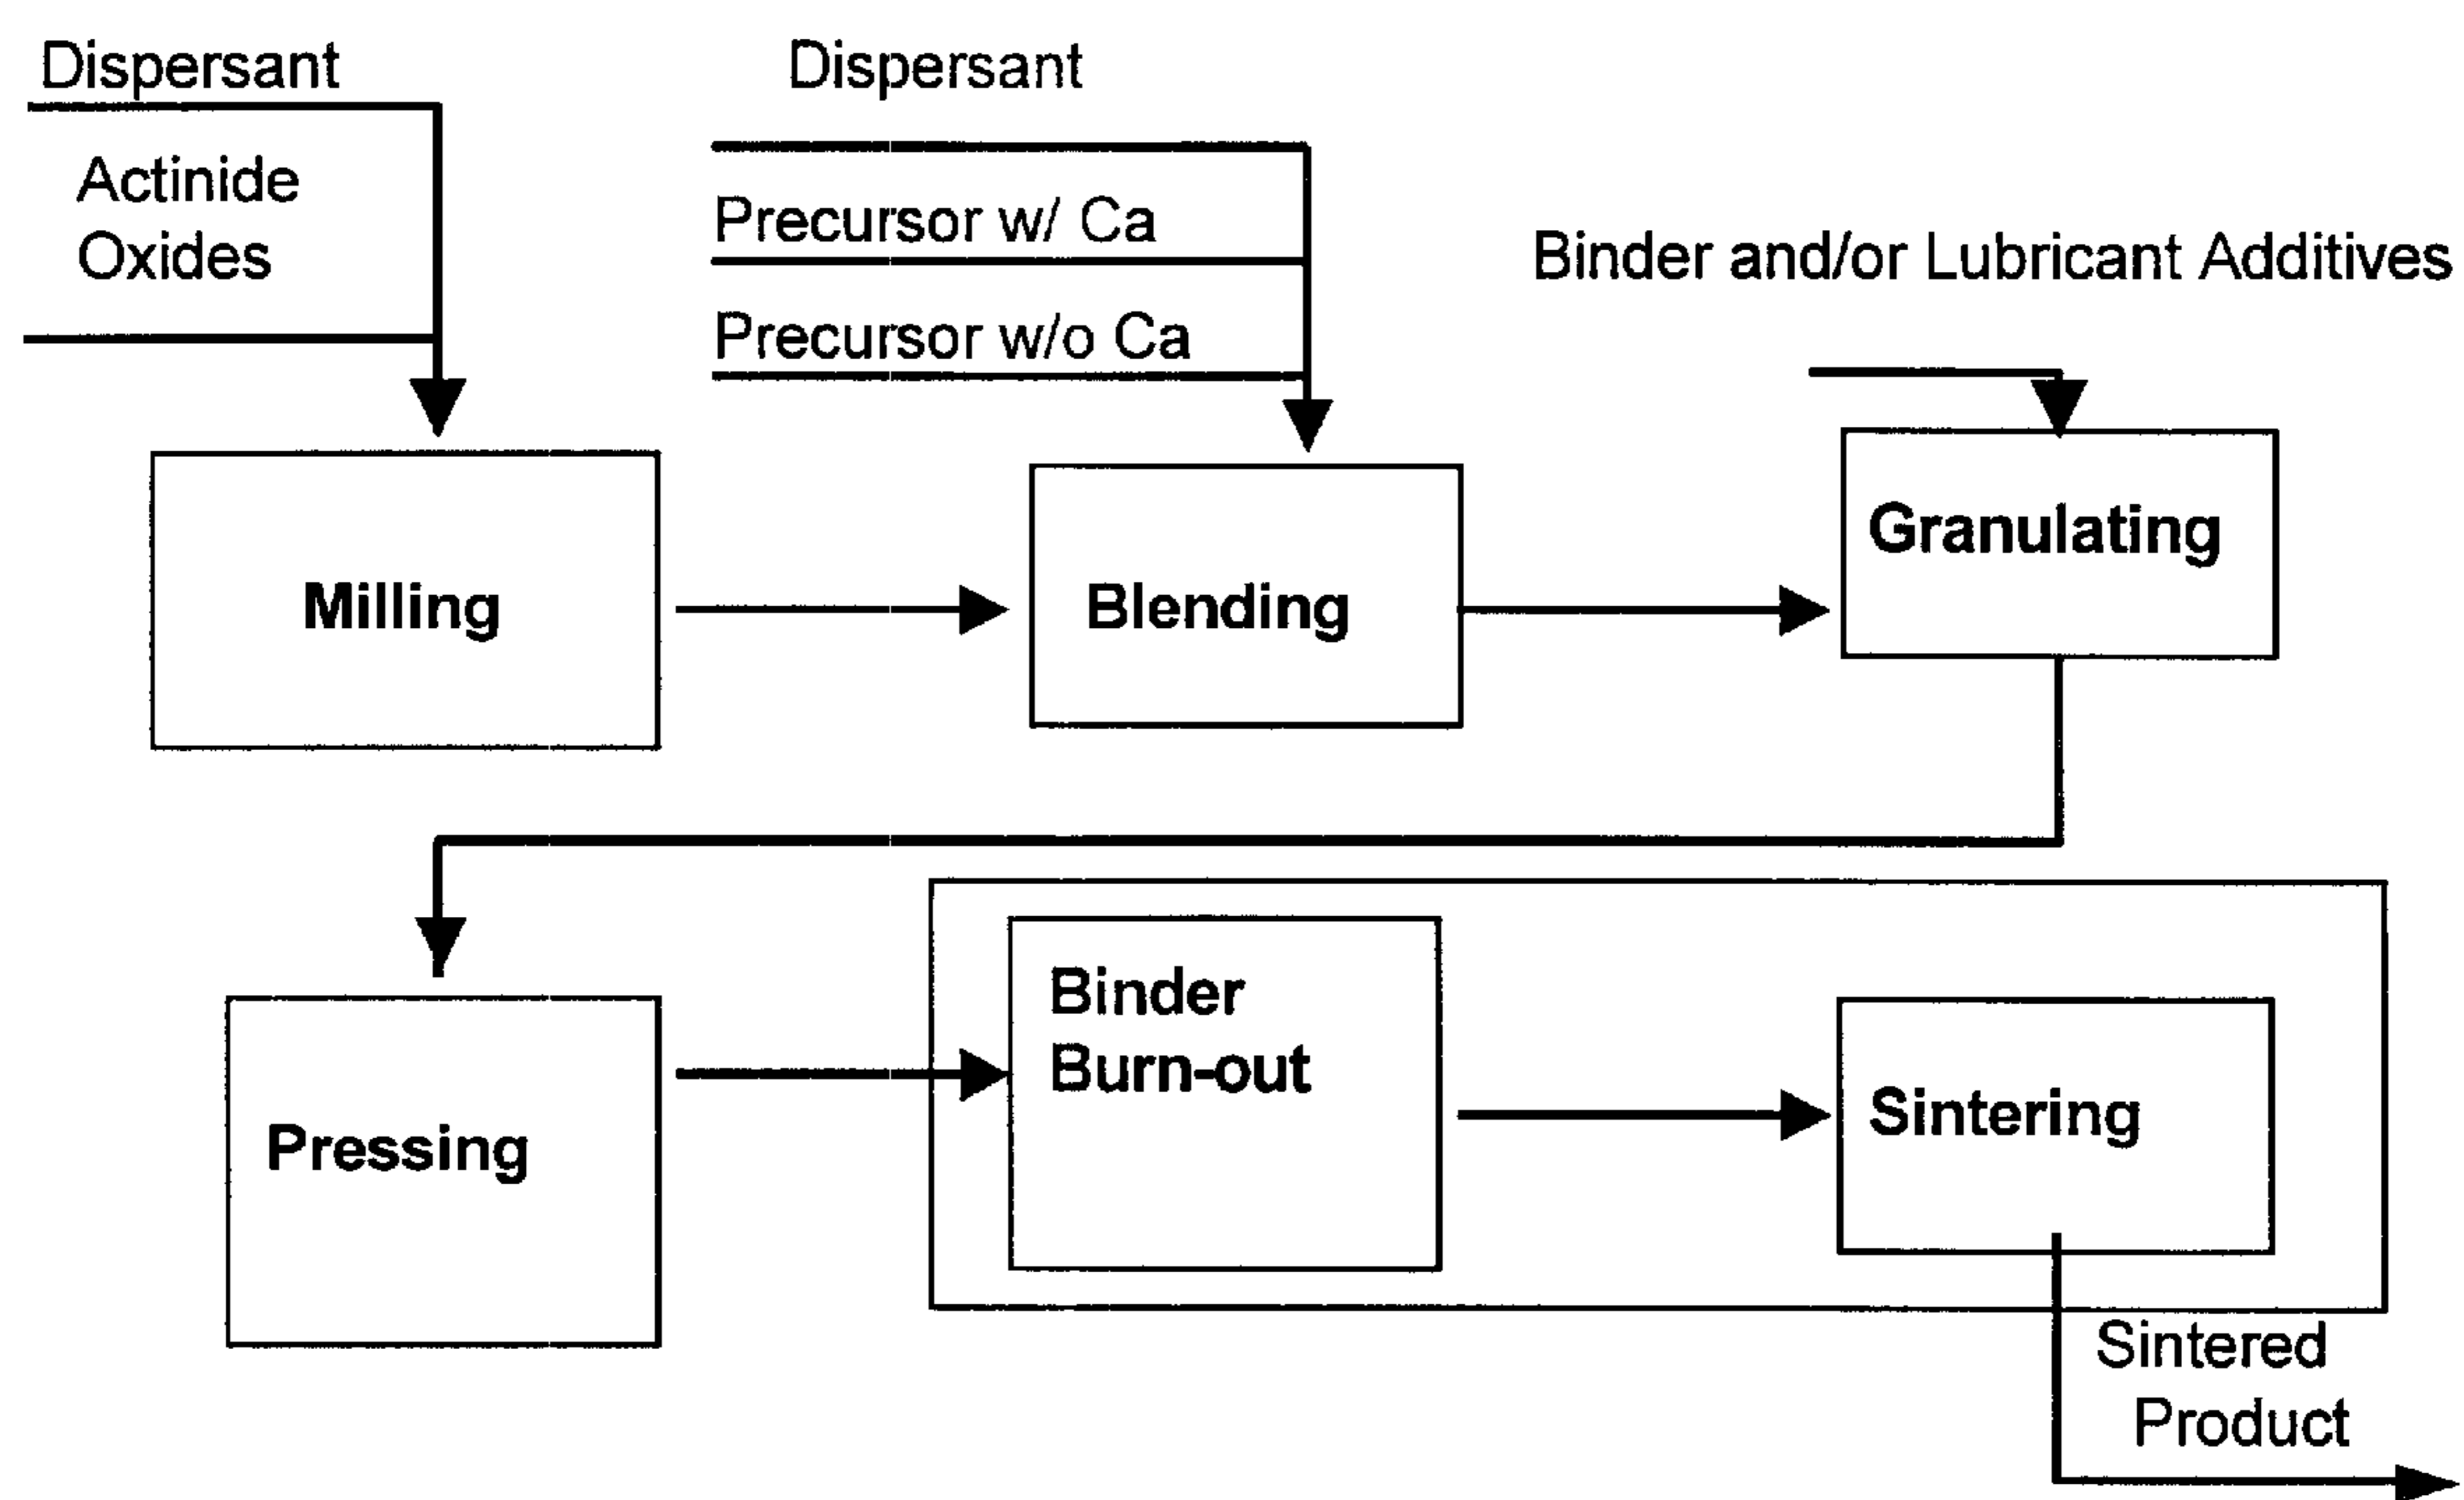 Dispersant
Actinide
Oxides
Dispersant
Precursor w/ Ca
Precursor w/o Ca
Binder and/or Lubricant Additives
Milling
Blending
Granulating
Pressing
Binder
Burn-out
Sintering
Sintered
Product